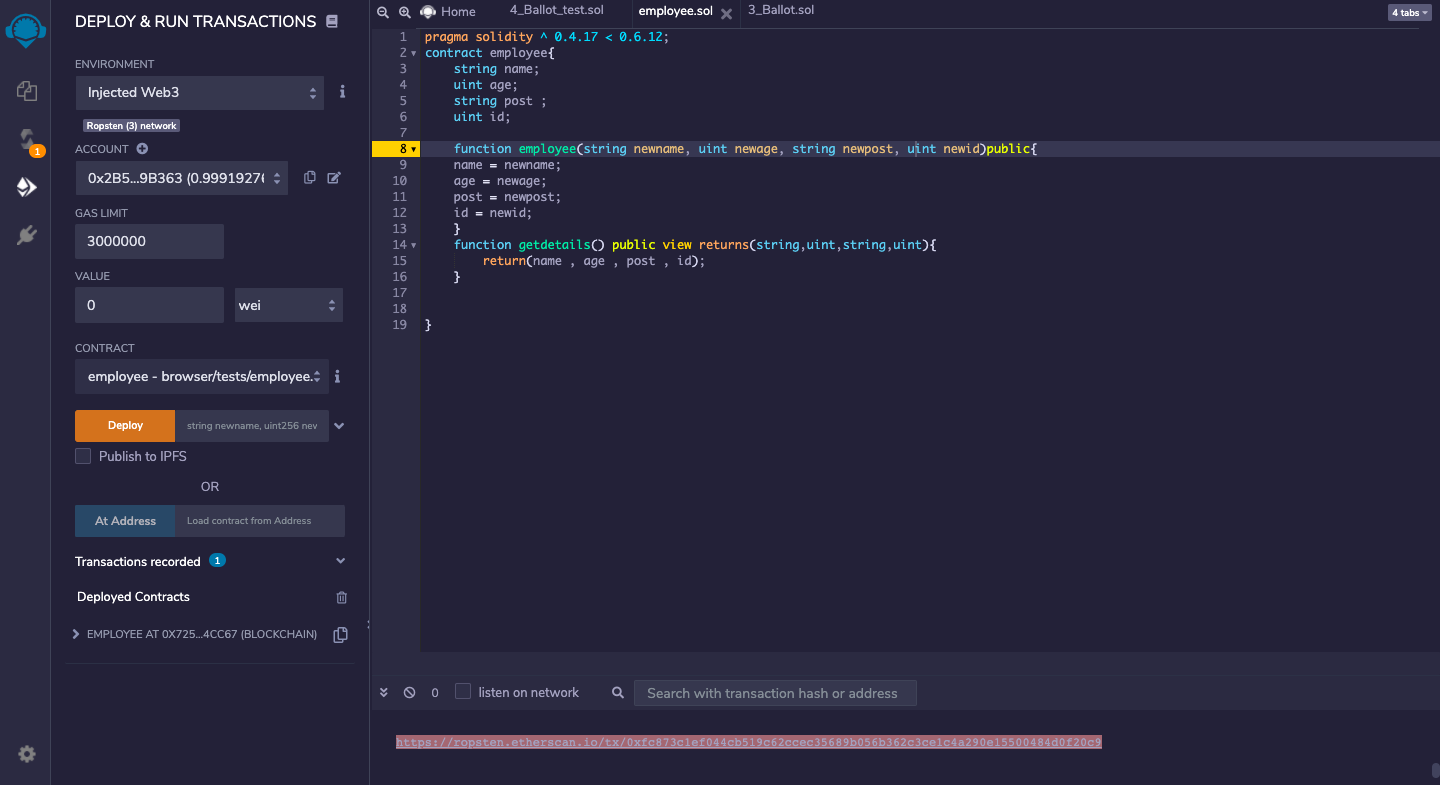 DEPLOY & RUN TRANSACTIONS
ENVIRONMENT
Injected Web3
Ropsten (3) network
ACCOUNT
0x2B5...9B363 (0.99919276
GAS LIMIT
3000000
VALUE
0
wei
CONTRACT
employee - browser/tests/employee.
Deploy
string newname, uint256 nev
Publish to IPFS
OR
At Address
Load contract from Address
Transactions recorded 1
Deployed Contracts
EMPLOYEE AT 0X725...4CC67 (BLOCKCHAIN)
1
Home
4_Ballot_test.sol
employee.sol
3_Ballot.sol
4 tabs
1 pragma solidity ^ 0.4.17 < 0.6.12;
2 contract employee{
3 string name;
4 uint age;
5 string post ;
6 uint id;
7
8 function employee(string newname, uint newage, string newpost, uint newid)public{
9 name = newname;
10 age = newage;
11 post = newpost;
12 id = newid;
13 }
14 function getdetails() public view returns(string,uint,string,uint){
15 return(name , age , post , id);
16 }
17
18
19 }
0
listen on network
Search with transaction hash or address
https://ropsten.etherscan.io/tx/0xfc873c1ef044cb519c62ccec35689b056b362c3ce1c4a290e15500484d0f20c9